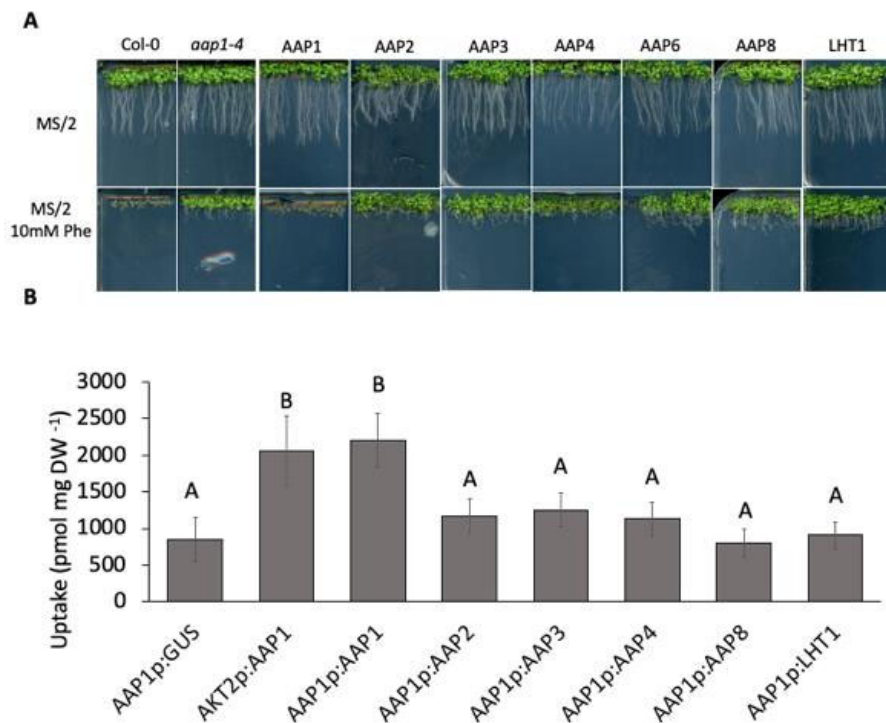 A
Col-0 aap1-4 AAP1 AAP2 AAP3 AAP4 AAP6 AAP8 LHT1
MS/2
MS/2
10mM Phe
B
Uptake (pmol mg DW -1)
3000
2500
2000
1500
1000
500
0
A B B A A A A A
AAP1p:GUS AKT2p:AAP1 AAP1p:AAP1 AAP1p:AAP2 AAP1p:AAP3 AAP1p:AAP4 AAP1p:AAP8 AAP1p:LHT1